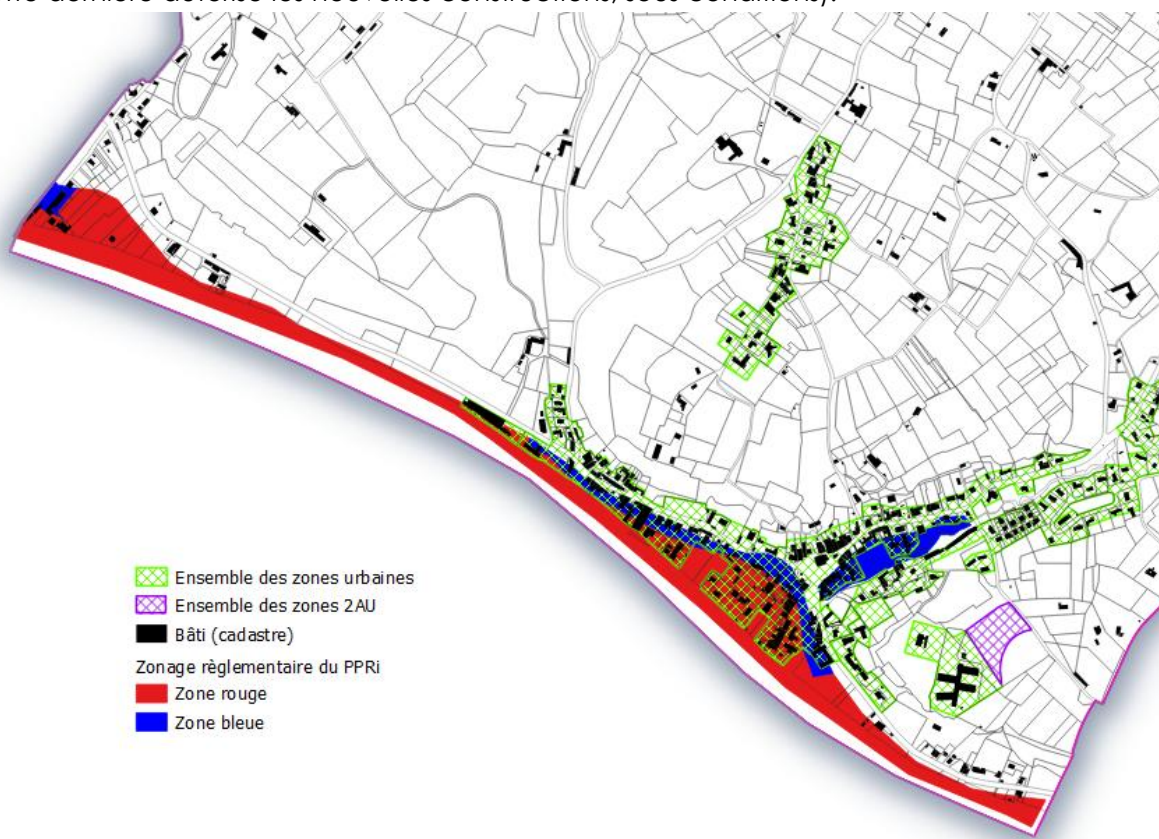 Ensemble des zones urbaines
Ensemble des zones 2AU
Bâti (cadastre)
Zonage règlementaire du PPRi
Zone rouge
Zone bleue